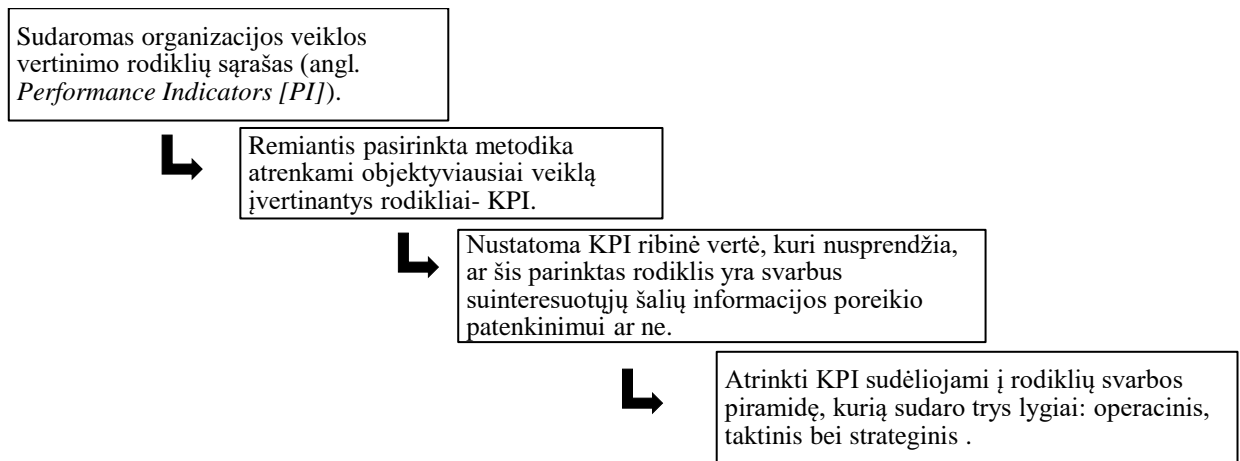 Sudaromas organizacijos veiklos
vertinimo rodiklių sąrašas (angl.
Performance Indicators [PI]).
Remiantis pasirinkta metodika
atrenkami objektyviausiai veiklą
įvertinantys rodikliai- KPI.
Nustatoma KPI ribinė vertė, kuri nusprendžia,
ar šis parinktas rodiklis yra svarbus
suinteresuotųjų šalių informacijos poreikio
patenkinimui ar ne.
Atrinkti KPI sudėliojami į rodiklių svarbos
piramidę, kurią sudaro trys lygiai: operacinis,
taktinis bei strateginis .